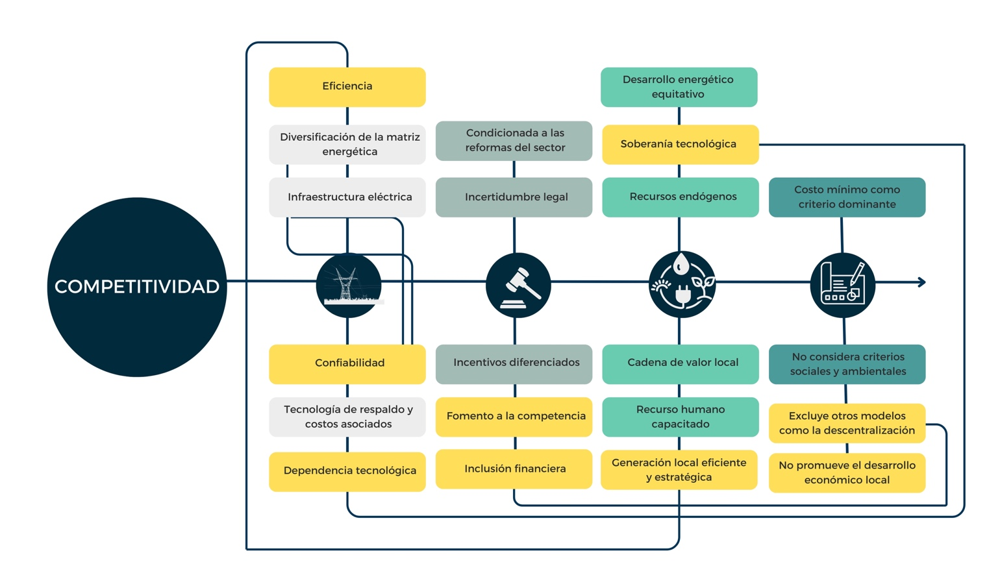 COMPETITIVIDAD
Eficiencia
Diversificación de la matriz
energética
Infraestructura eléctrica
Confiabilidad
Tecnología de respaldo y
costos asociados
Dependencia tecnológica
Condicionada a las
reformas del sector
Incertidumbre legal
Incentivos diferenciados
Fomento a la competencia
Inclusión financiera
Desarrollo energético
equitativo
Soberanía tecnológica
Recursos endógenos
Cadena de valor local
Recurso humano
capacitado
Generación local eficiente
y estratégica
Costo mínimo como
criterio dominante
No considera criterios
sociales y ambientales
Excluye otros modelos
como la descentralización
No promueve el desarrollo
económico local